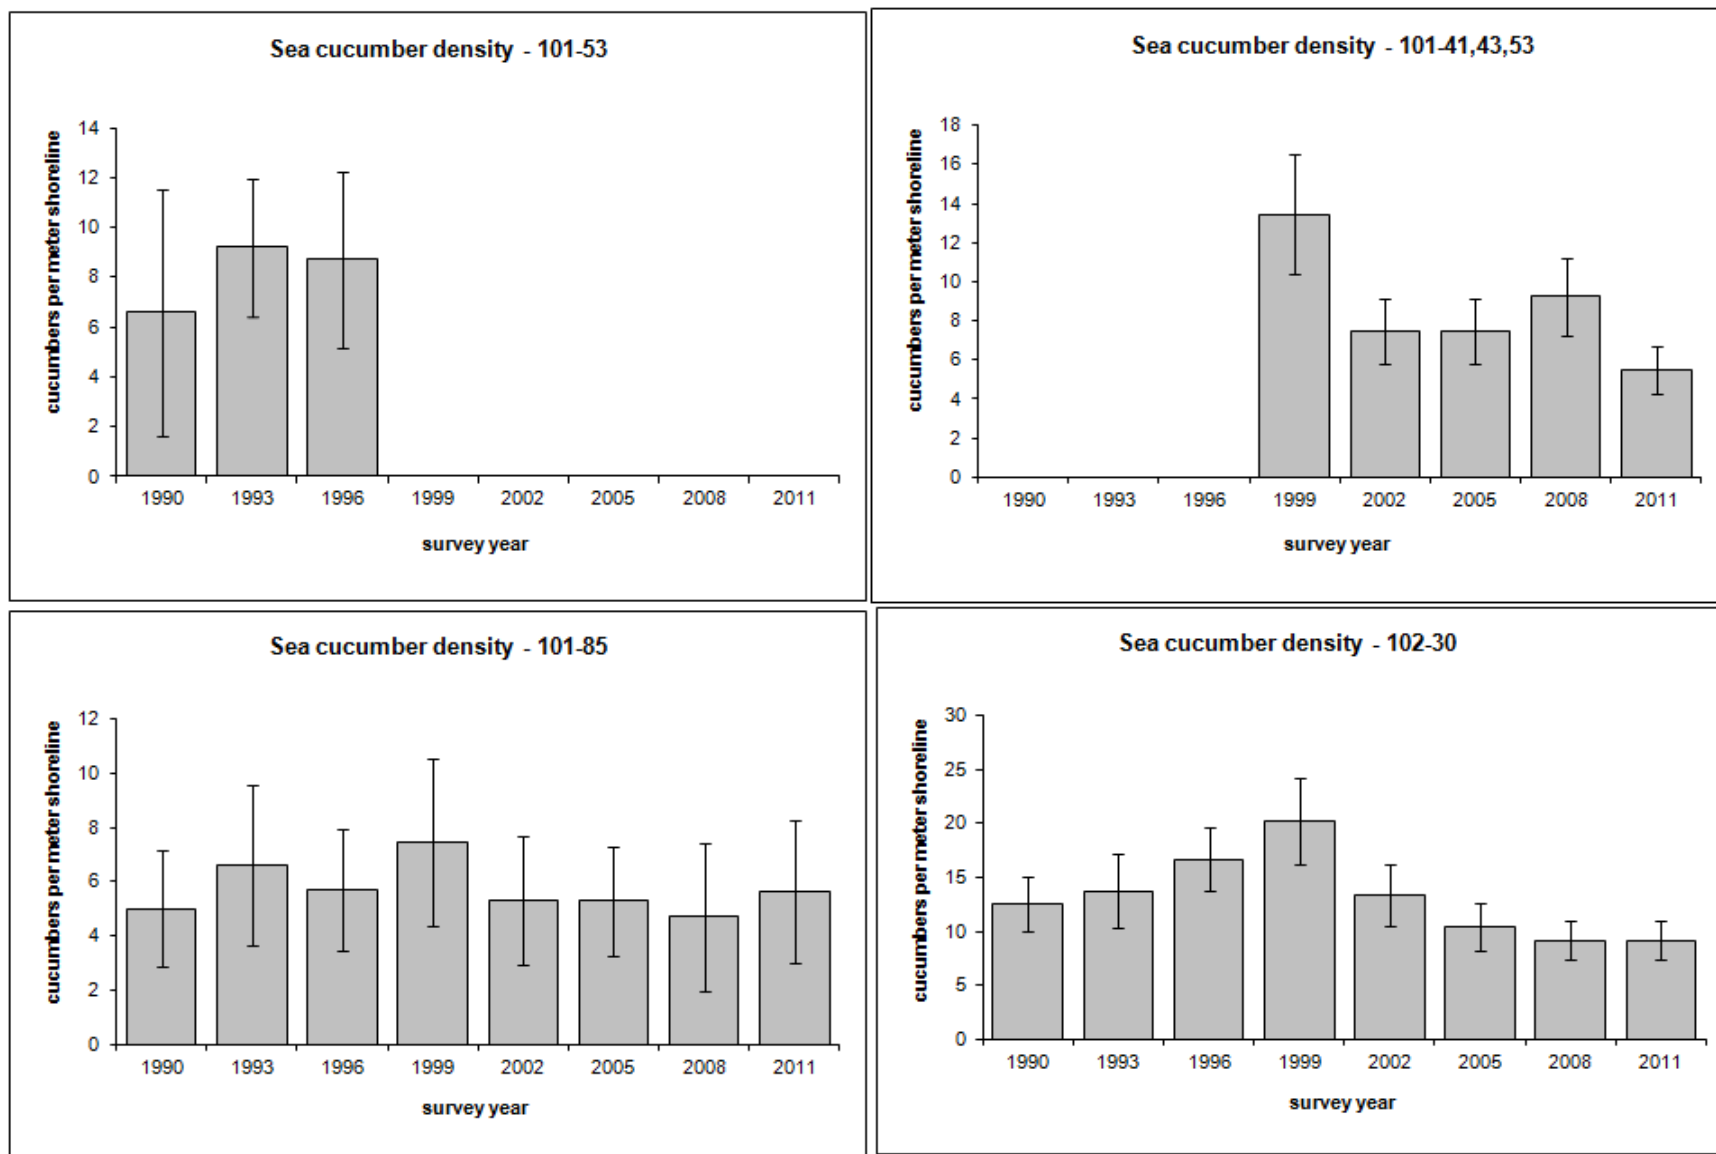 Sea cucumber density - 101-53
cucumbers per meter shoreline
14
12
10
8
6
4
2
0
1990 1993 1996 1999 2002 2005 2008 2011
survey year
Sea cucumber density - 101-41,43,53
cucumbers per meter shoreline
18
16
14
12
10
8
6
4
2
0
1990 1993 1996 1999 2002 2005 2008 2011
survey year
Sea cucumber density - 101-85
cucumbers per meter shoreline
12
10
8
6
4
2
0
1990 1993 1996 1999 2002 2005 2008 2011
survey year
Sea cucumber density - 102-30
cucumbers per meter shoreline
30
25
20
15
10
5
0
1990 1993 1996 1999 2002 2005 2008 2011
survey year